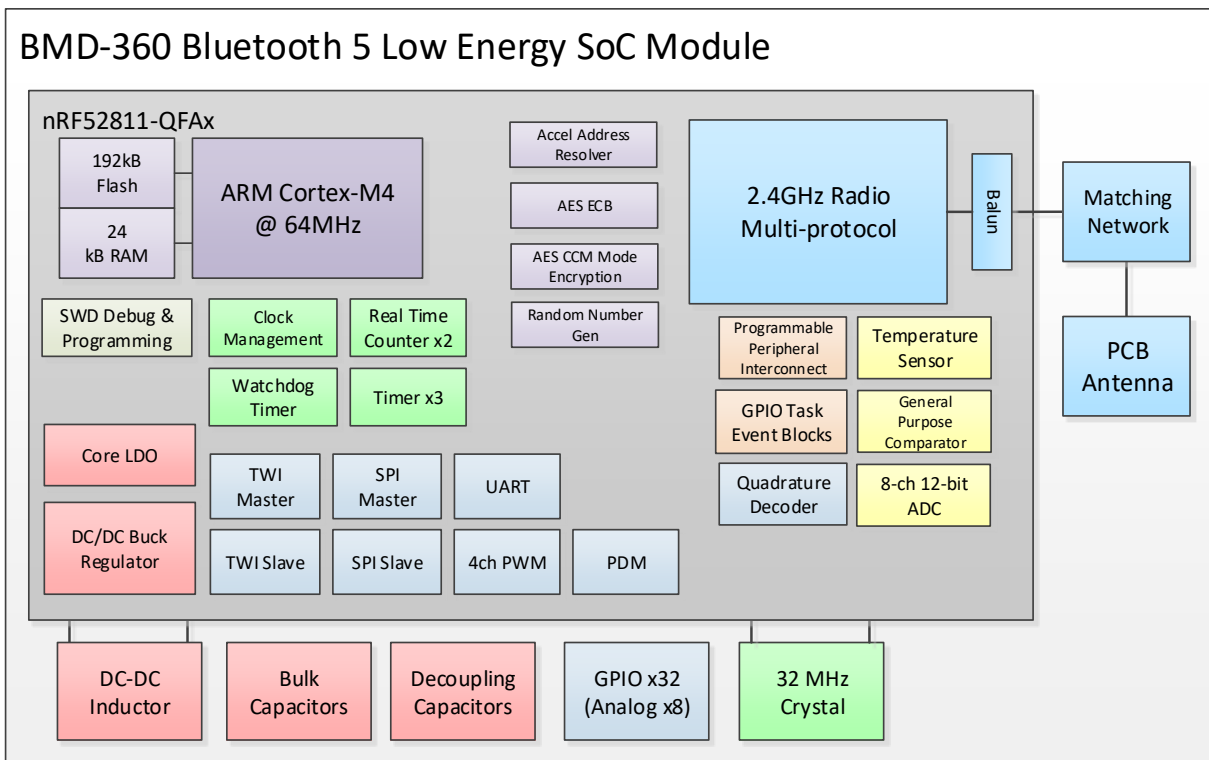 BMD-360 Bluetooth 5 Low Energy SoC Module
nRF52811-QFAx
192kB
Flash
24
kB RAM
ARM Cortex-M4
@ 64MHz
Accel Address
Resolver
AES ECB
AES CCM Mode
Encryption
Random Number
Gen
2.4GHz Radio
Multi-protocol
Balun
Matching
Network
PCB
Antenna
SWD Debug &
Programming
Clock
Management
Real Time
Counter x2
Watchdog
Timer
Timer x3
Programmable
Peripheral
Interconnect
Temperature
Sensor
GPIO Task
Event Blocks
General
Purpose
Comparator
Quadrature
Decoder
8-ch 12-bit
ADC
Core LDO
DC/DC Buck
Regulator
TWI
Master
SPI
Master
UART
TWI Slave
SPI Slave
4ch PWM
PDM
DC-DC
Inductor
Bulk
Capacitors
Decoupling
Capacitors
GPIO x32
(Analog x8)
32 MHz
Crystal